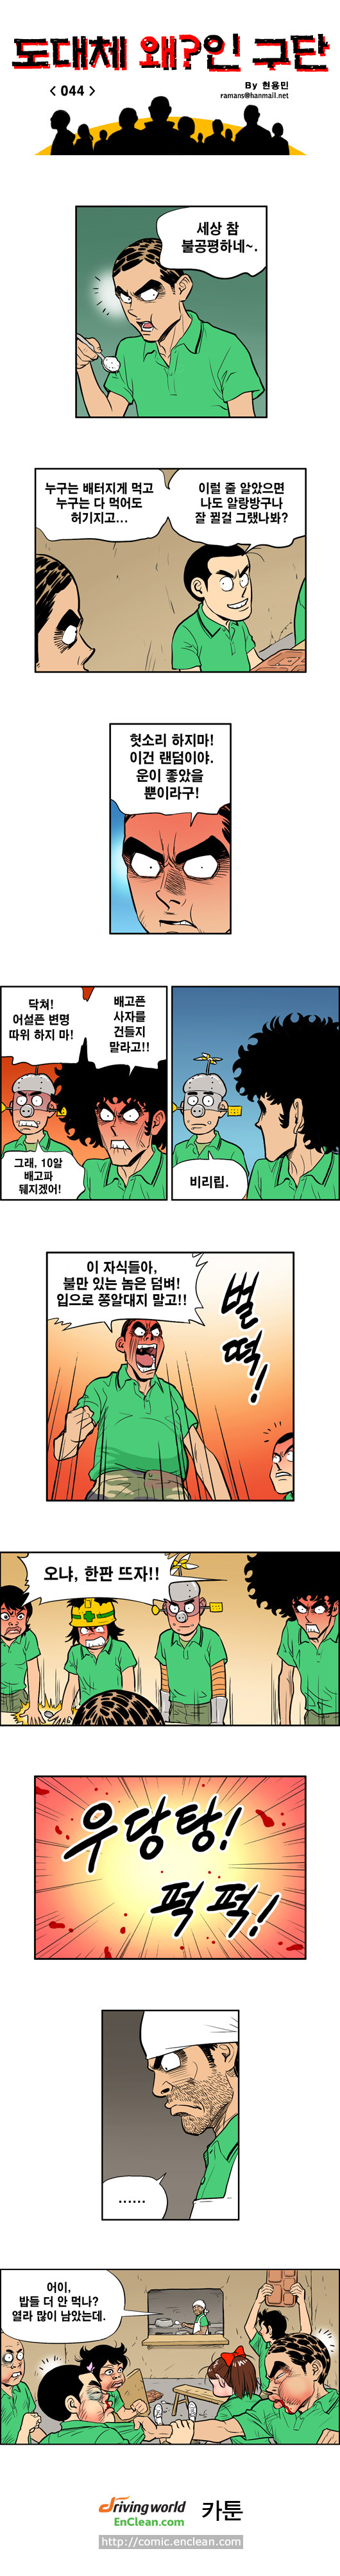 도대체 왜?인 구단
< 044 >
By 현용민
ramans@hanmail.net
세상 참
불공평하네~.
누구는 배터지게 먹고
누구는 다 먹어도
허기지고...
이럴 줄 알았으면
나도 알랑방구나
잘 뀔걸 그랬나봐?
헛소리 하지마!
이건 랜덤이야.
운이 좋았을
뿐이라구!
닥쳐!
어설픈 변명
따위 하지 마!
배고픈
사자를
건들지
말라고!!
그래, 10알
배고파
뒈지겠어!
비리립.
이 자식들아,
불만 있는 놈은 덤벼!
입으로 쫑알대지 말고!!
벌떡!
오냐, 한판 뜨자!!
우당탕!
퍽퍽!
......
어이,
밥들 더 안 먹나?
열라 많이 남았는데.
drivingworld
EnClean.com
카툰
http://comic.enclean.com